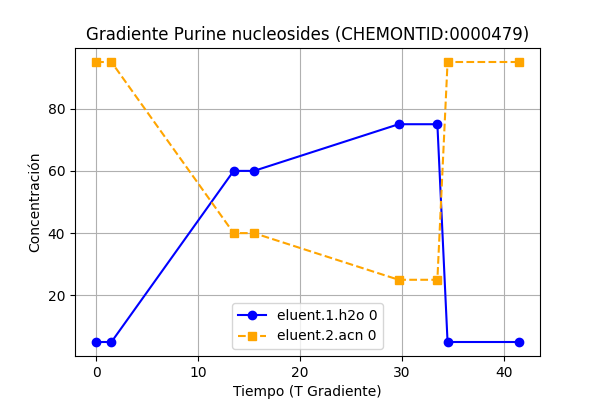 Gradiente Purine nucleosides (CHEMONTID:0000479)
Concentración
80
60
40
20
eluent.1.h2o 0
eluent.2.acn 0
0 10 20 30 40
Tiempo (T Gradiente)